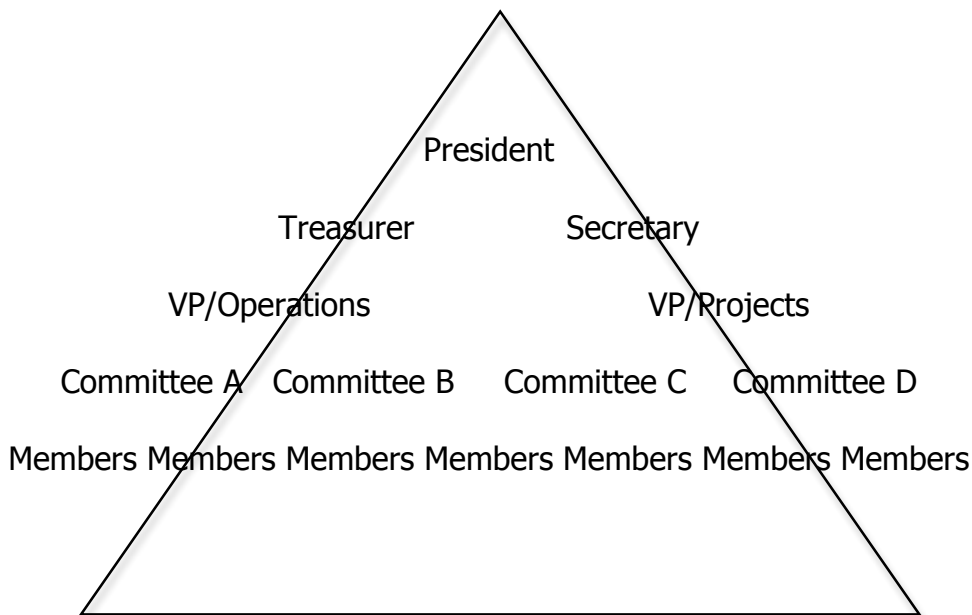 President
Treasurer Secretary
VP/Operations VP/Projects
Committee A Committee B Committee C Committee D
Members Members Members Members Members Members Members